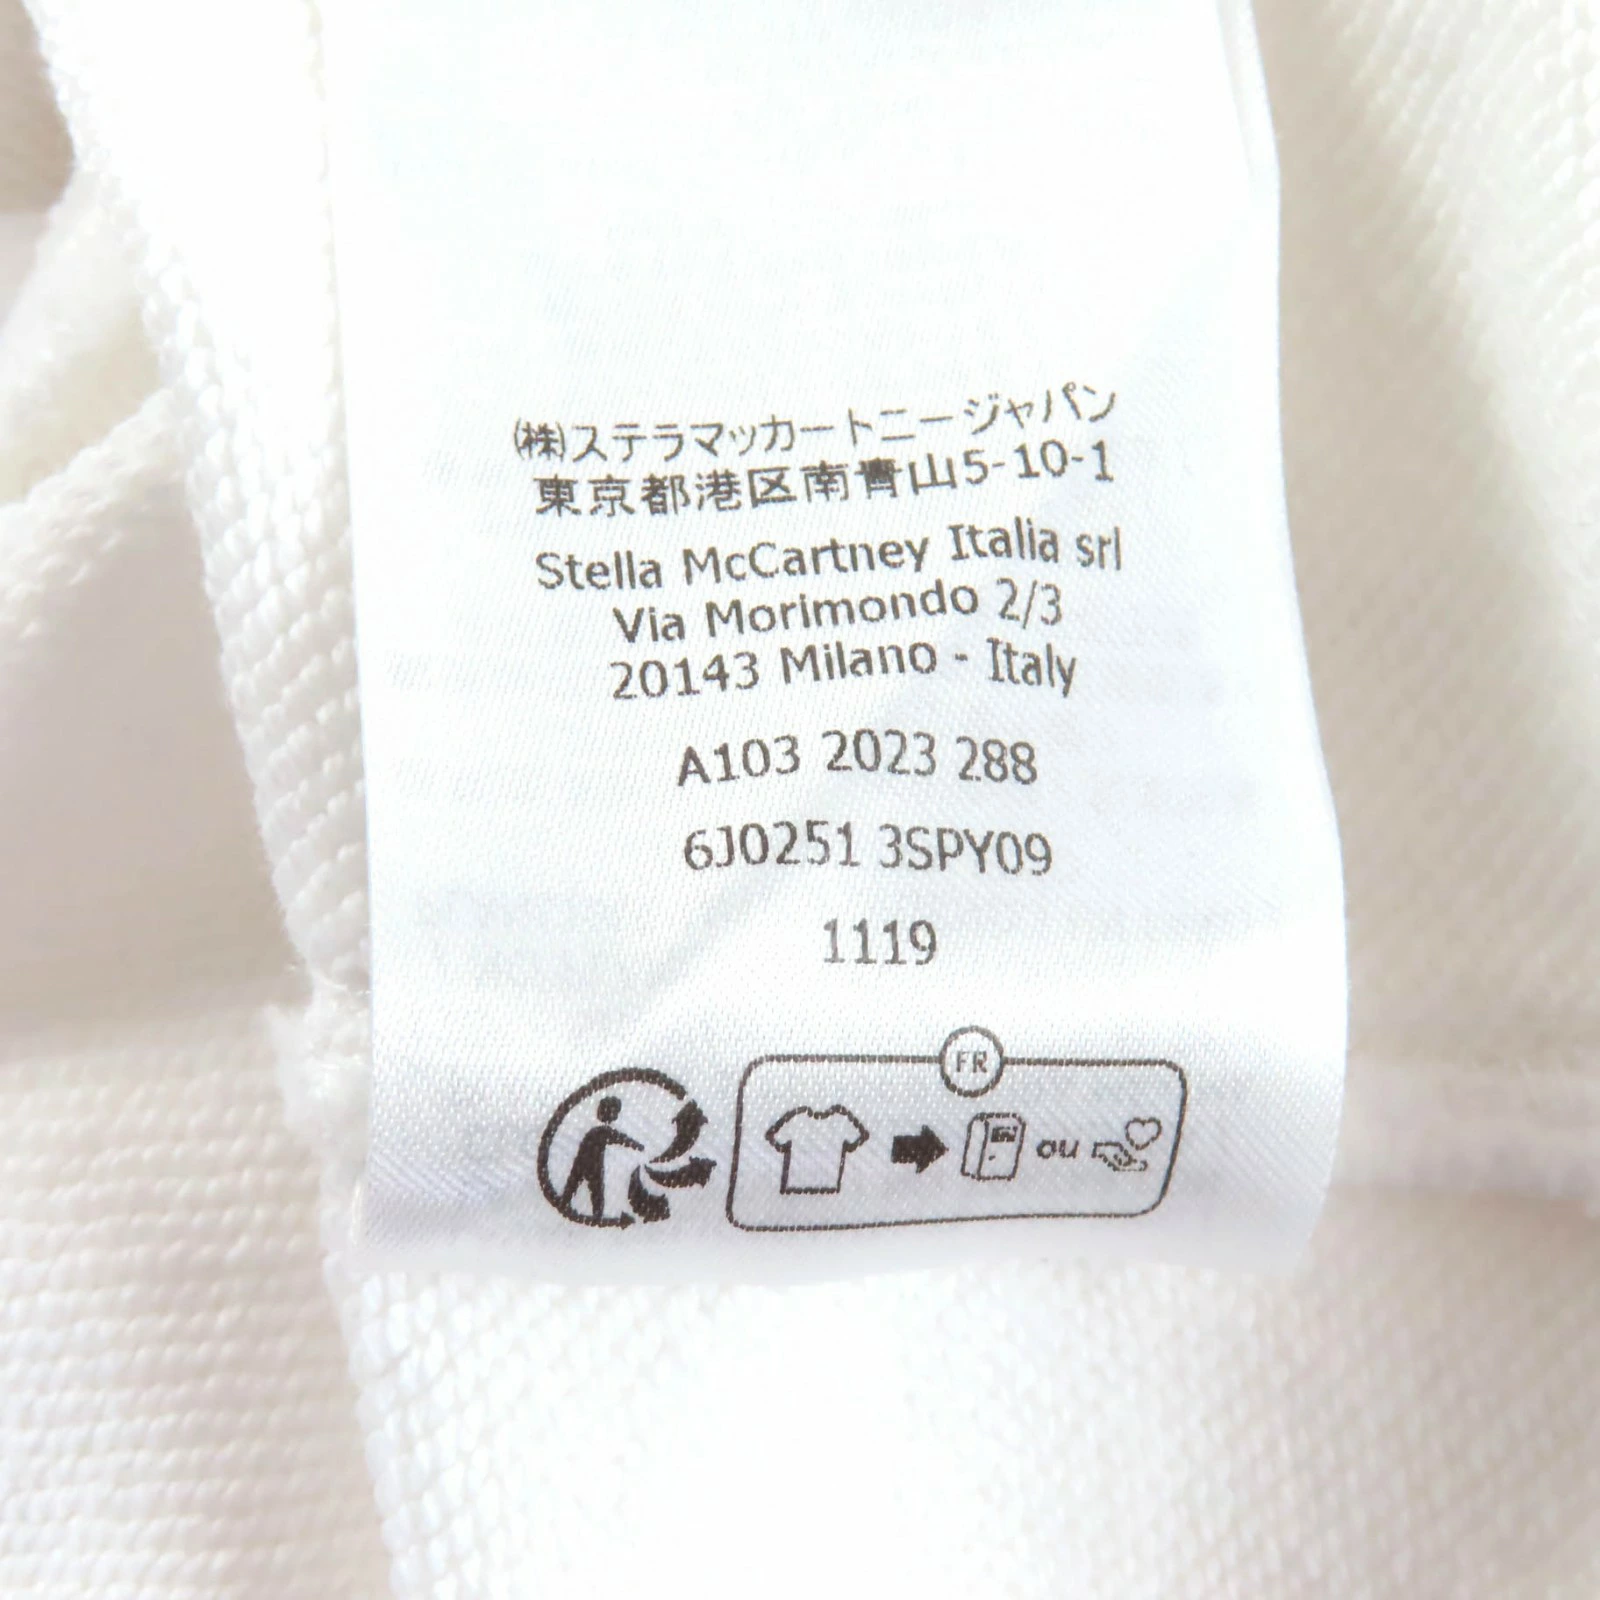 ㈱ステラマッカートニージャパン
東京都港区南青山5-10-1
Stella McCartney Italia srl
Via Morimondo 2/3
20143 Milano - Italy
A103 2023 288
6J0251 3SPY09
1119
FR
ou